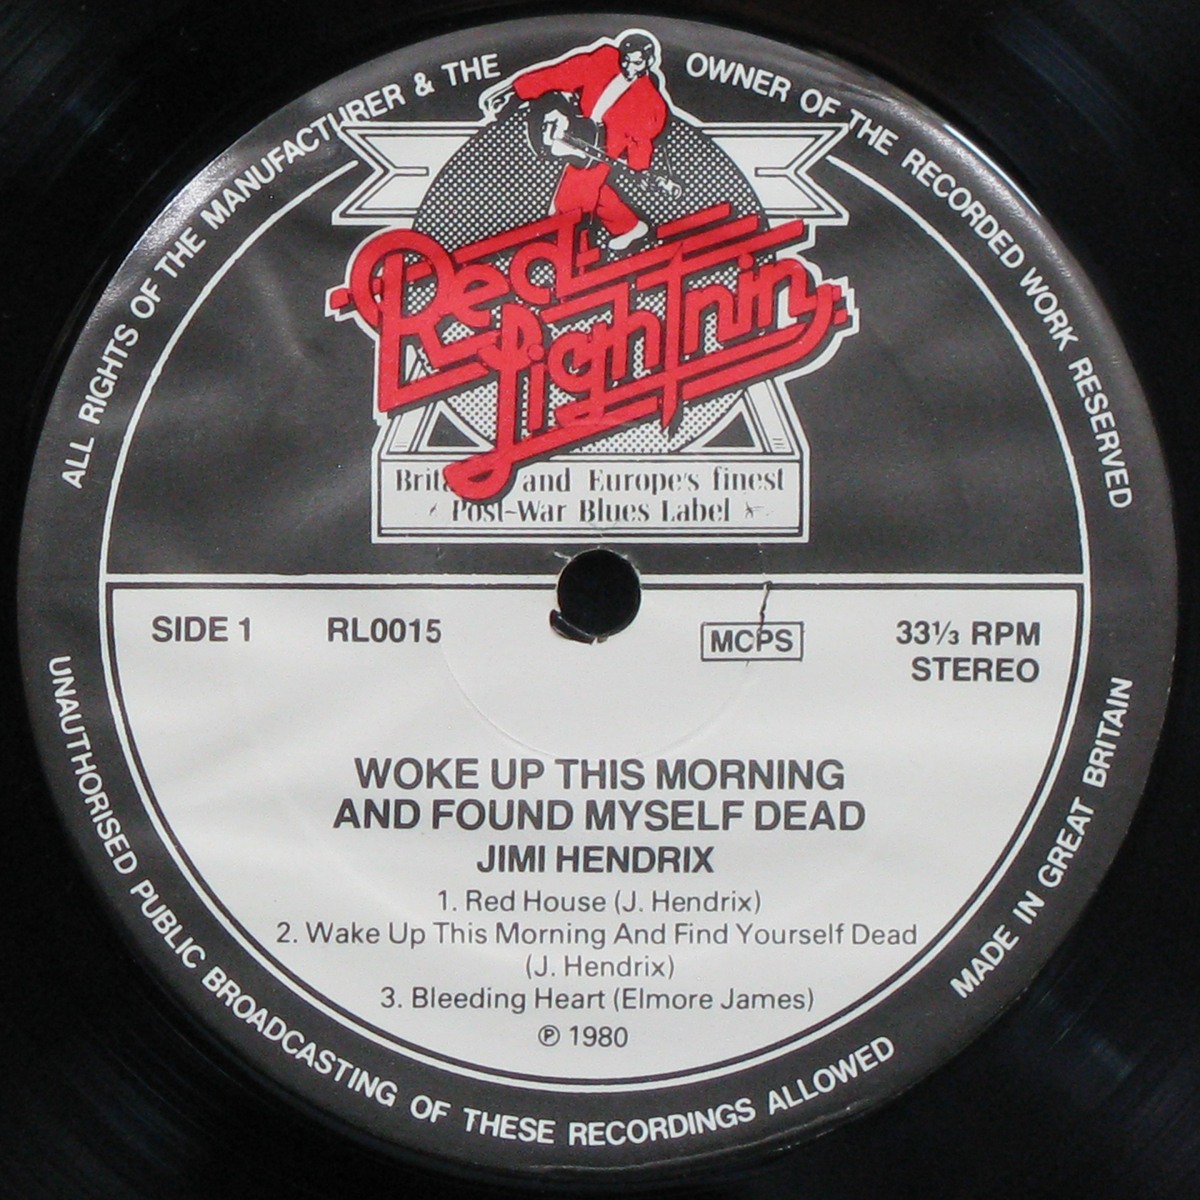 ALL RIGHTS OF THE MANUFACTURER & THE OWNER OF THE RECORDED WORK RESERVED
Red
Lightnin
and Europe's finest
Post-War Blues Label
SIDE 1 RL0015 MCPS 33⅓ RPM
STEREO
WOKE UP THIS MORNING
AND FOUND MYSELF DEAD
JIMI HENDRIX
1. Red House (J. Hendrix)
2. Wake Up This Morning And Find Yourself Dead
(J. Hendrix)
3. Bleeding Heart (Elmore James)
℗ 1980
UNAUTHORISED PUBLIC BROADCASTING OF THESE RECORDINGS ALLOWED
MADE IN GREAT BRITAIN